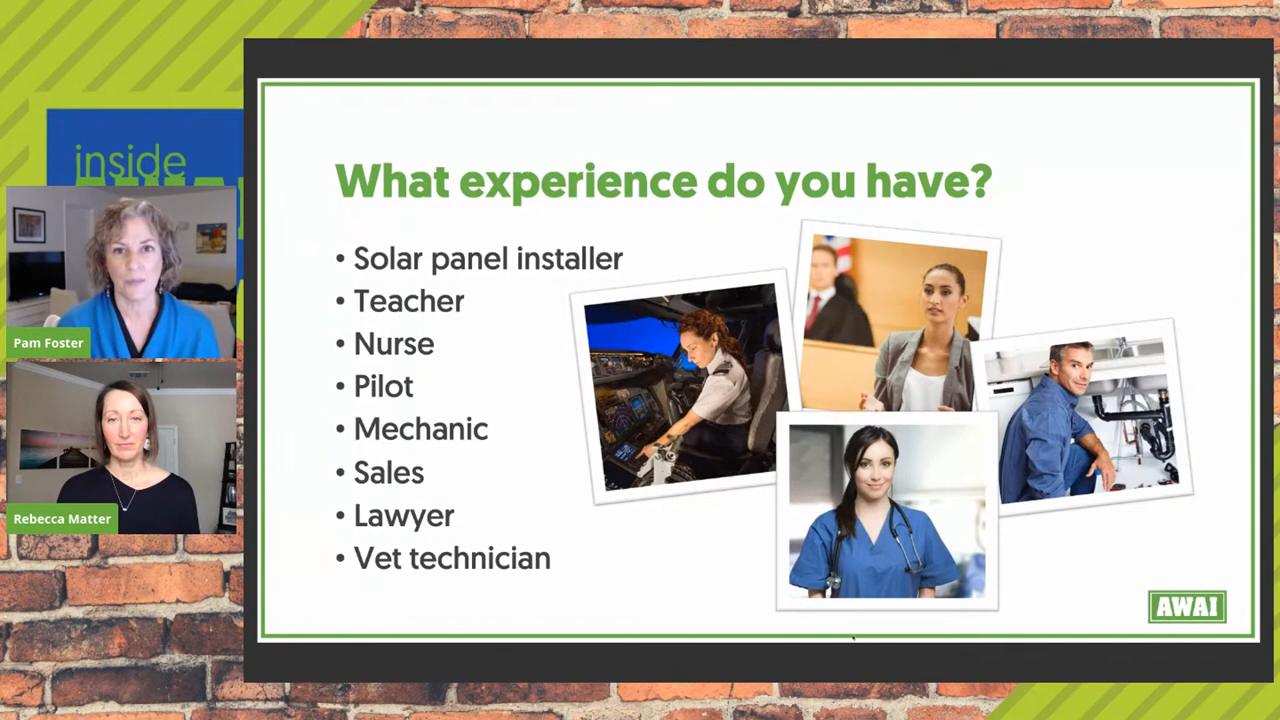 inside
Pam Foster
Rebecca Matter
What experience do you have?
• Solar panel installer
• Teacher
• Nurse
• Pilot
• Mechanic
• Sales
• Lawyer
• Vet technician
AWAI